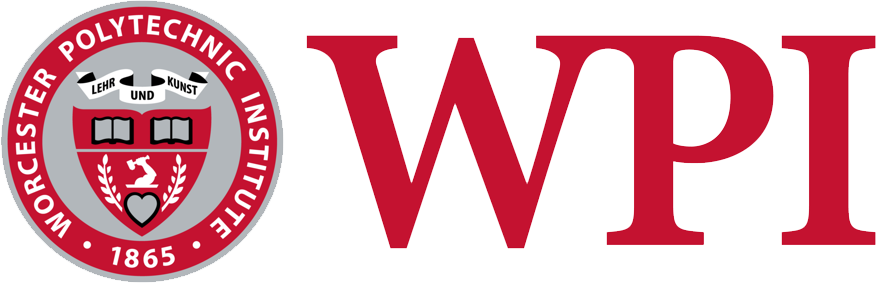 WORCESTER POLYTECHNIC INSTITUTE
LEHR UND KUNST
• 1865 •
WPI